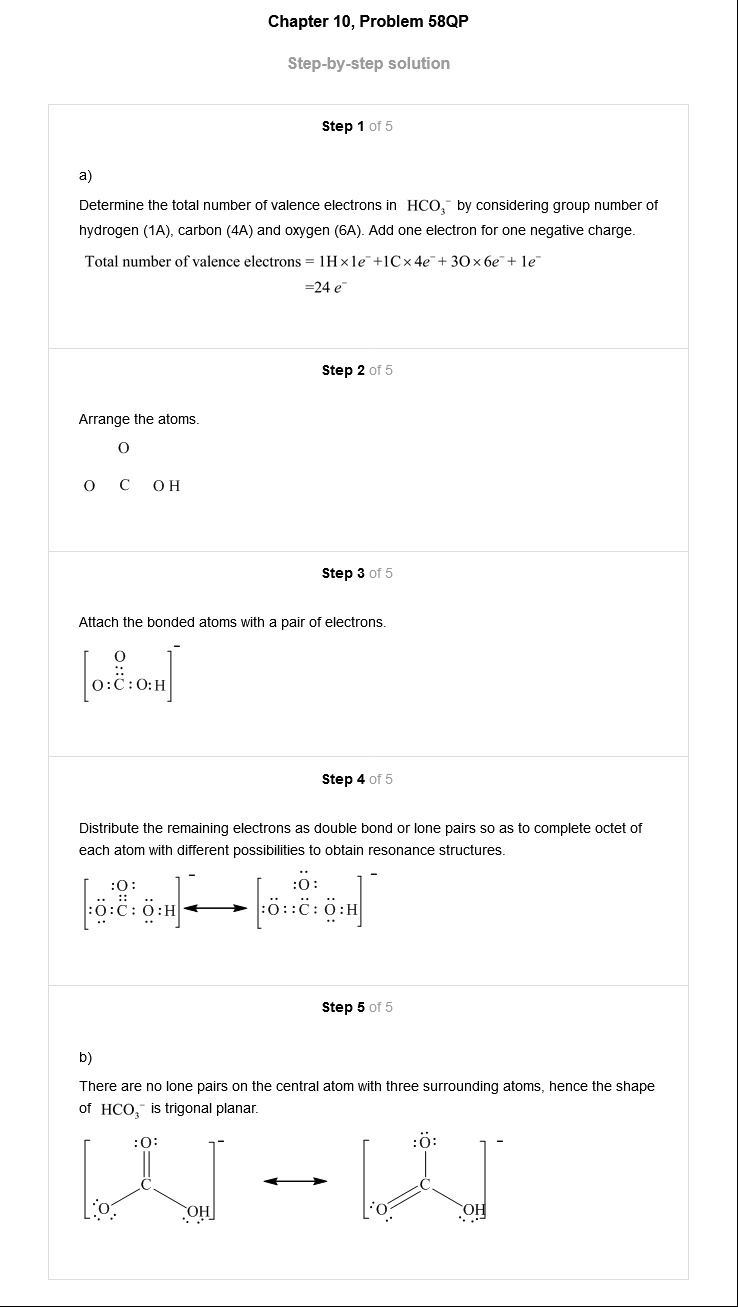 Chapter 10, Problem 58QP
Step-by-step solution
Step 1 of 5
a)
Determine the total number of valence electrons in HCO₃⁻ by considering group number of
hydrogen (1A), carbon (4A) and oxygen (6A). Add one electron for one negative charge.
Total number of valence electrons = 1H×1e⁻+1C×4e⁻+3O×6e⁻+ 1e⁻
=24 e⁻
Step 2 of 5
Arrange the atoms.
O
O C O H
Step 3 of 5
Attach the bonded atoms with a pair of electrons.
O -
O:C:O:H
Step 4 of 5
Distribute the remaining electrons as double bond or lone pairs so as to complete octet of
each atom with different possibilities to obtain resonance structures.
:O: - :O: -
:O:C:O:H :O::C:O:H
Step 5 of 5
b)
There are no lone pairs on the central atom with three surrounding atoms, hence the shape
of HCO₃⁻ is trigonal planar.
:O: - :O: -
C C
O OH O OH